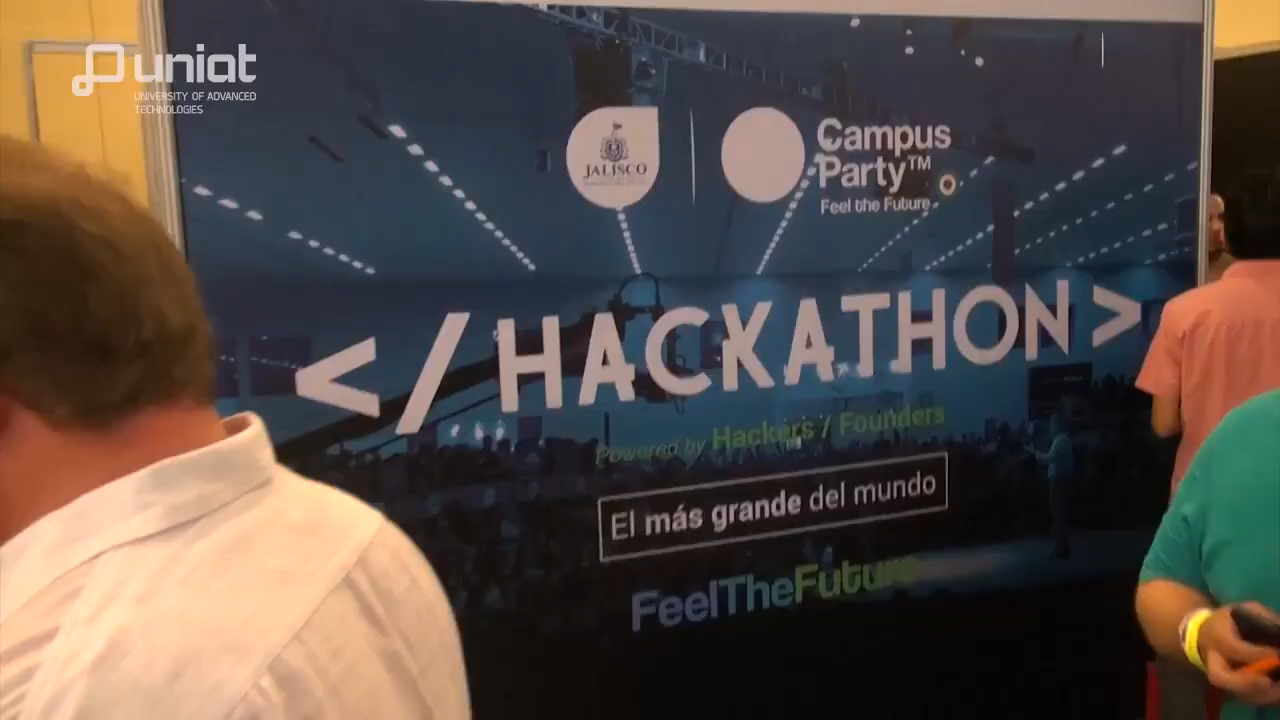 uniat
UNIVERSITY OF ADVANCED
TECHNOLOGIES
JALISCO
Campus
Party™
Feel the Future
</HACKATHON>
Powered by Hackers / Founders
El más grande del mundo
FeelTheFuture